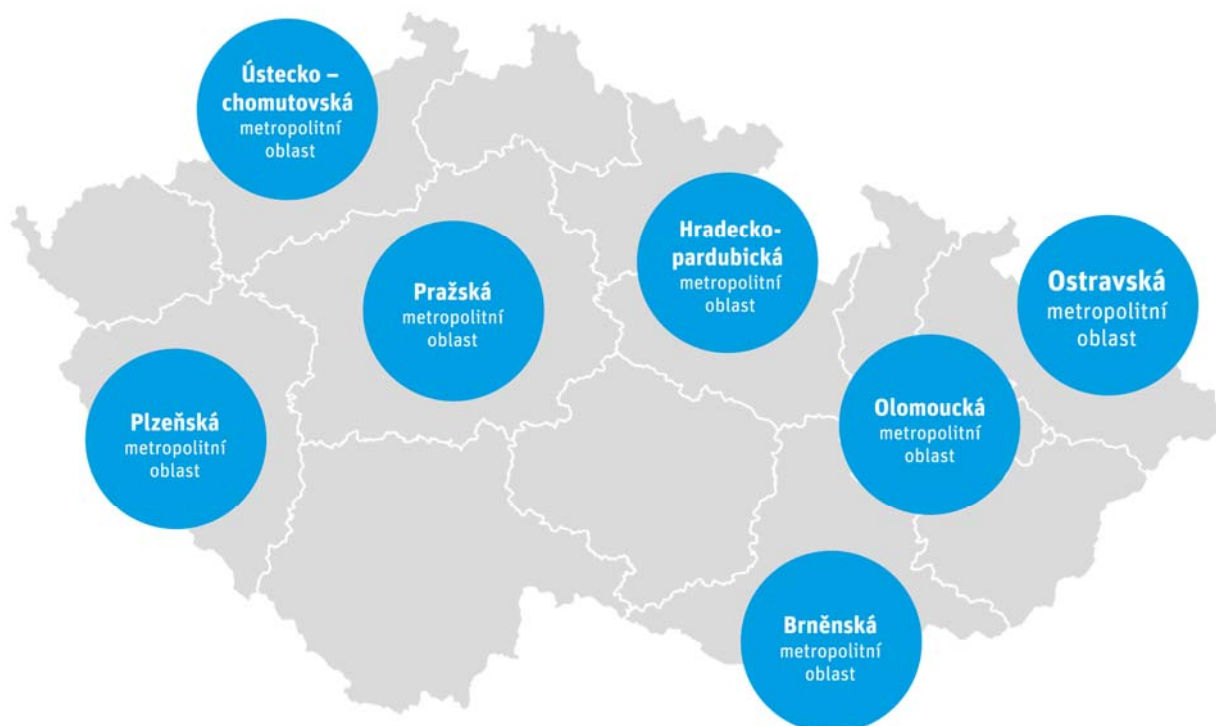 Ústecko –
chomutovská
metropolitní
oblast
Hradecko-
pardubická
metropolitní
oblast
Pražská
metropolitní
oblast
Ostravská
metropolitní
oblast
Plzeňská
metropolitní
oblast
Olomoucká
metropolitní
oblast
Brněnská
metropolitní
oblast